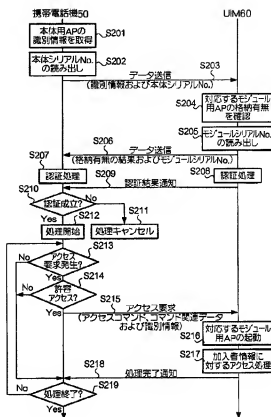 携帯電話機50
UIM60
S201
本体用APの
識別情報を取得
S202
本体シリアルNo.
の読み出し
S203
データ送信
(識別情報および本体シリアルNo.)
S204
対応するモジュール
用APの格納有無
を確認
S205
モジュールシリアルNo.
の読み出し
S206
データ送信
(格納有無の結果およびモジュールシリアルNo.)
S207
認証処理
S208
認証処理
S209
認証結果通知
S210
認証成立?
No
Yes
S211
処理キャンセル
S212
処理開始
S213
アクセス
要求発生?
No
Yes
S214
許容
アクセス?
No
Yes
S215
アクセス要求
(アクセスコマンド、コマンド関連データ
および識別情報)
S216
対応するモジュール
用APの起動
S217
加入者情報に
対するアクセス処理
S218
処理完了通知
S219
処理終了?
No
Yes